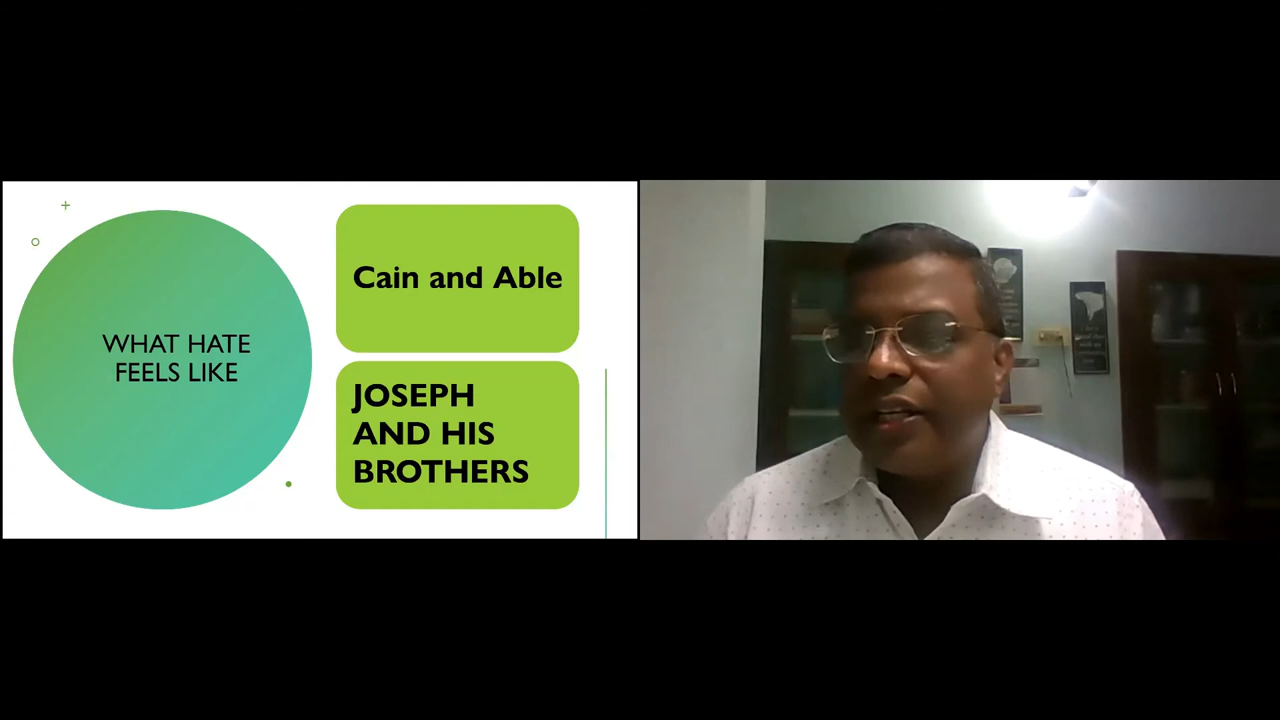 WHAT HATE
FEELS LIKE
Cain and Able
JOSEPH
AND HIS
BROTHERS